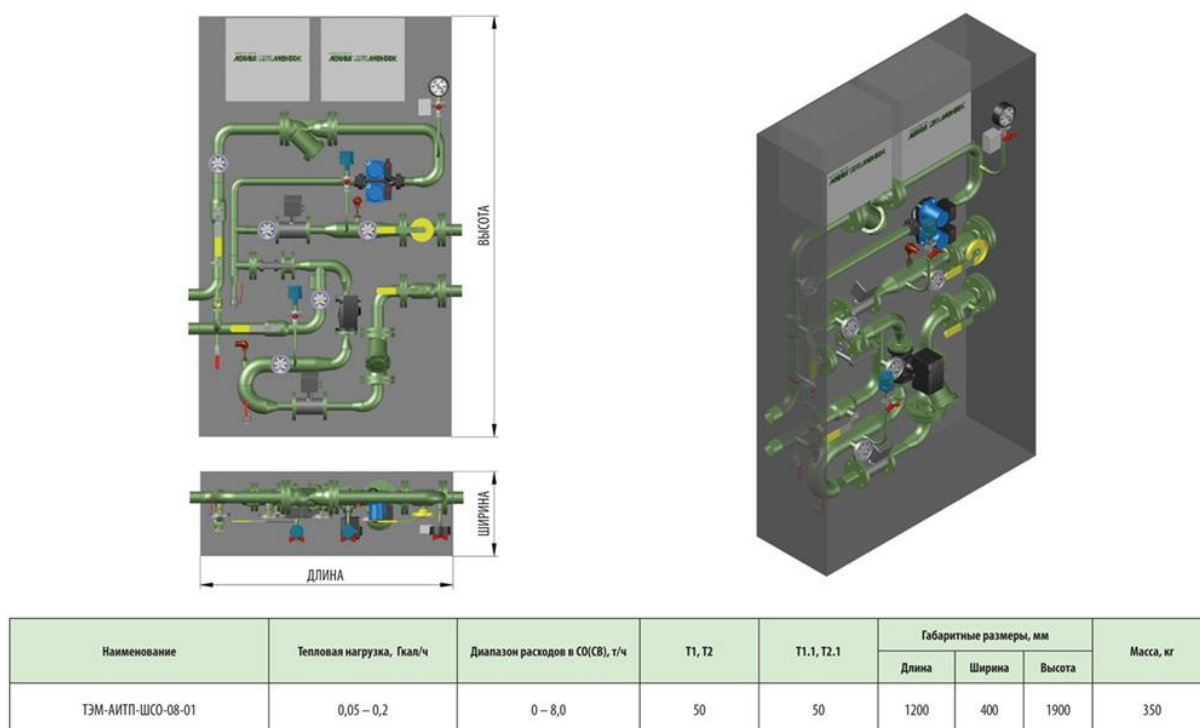 ВЫСОТА
ШИРИНА
ДЛИНА
Наименование
Тепловая нагрузка, Гкал/ч
Диапазон расходов в СО(СВ), т/ч
Т1, Т2
Т1.1, Т2.1
Габаритные размеры, мм
Масса, кг
Длина
Ширина
Высота
ТЭМ-АИТП-ШСО-08-01
0,05 – 0,2
0 – 8,0
50
50
1200
400
1900
350